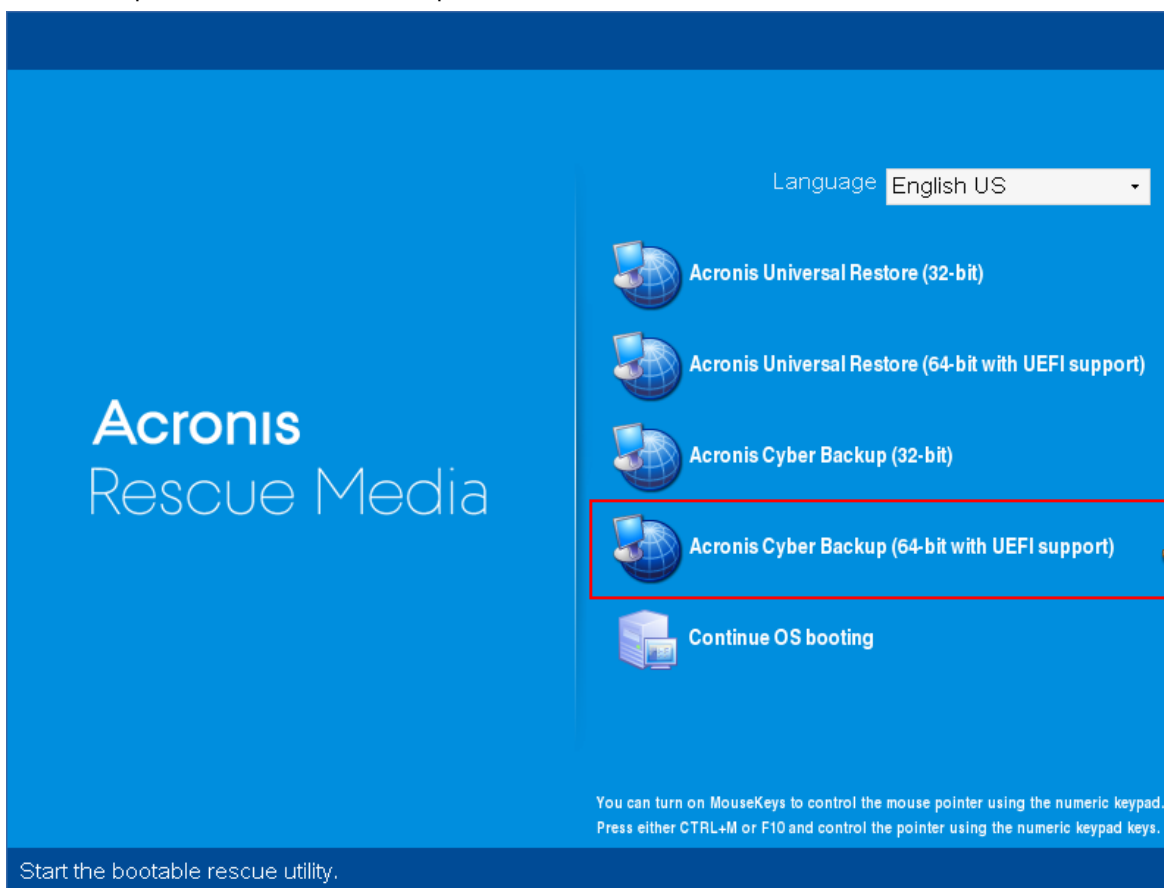 Language English US
Acronis Universal Restore (32-bit)
Acronis Universal Restore (64-bit with UEFI support)
Acronis
Rescue Media
Acronis Cyber Backup (32-bit)
Acronis Cyber Backup (64-bit with UEFI support)
Continue OS booting
You can turn on MouseKeys to control the mouse pointer using the numeric keypad.
Press either CTRL+M or F10 and control the pointer using the numeric keypad keys.
Start the bootable rescue utility.